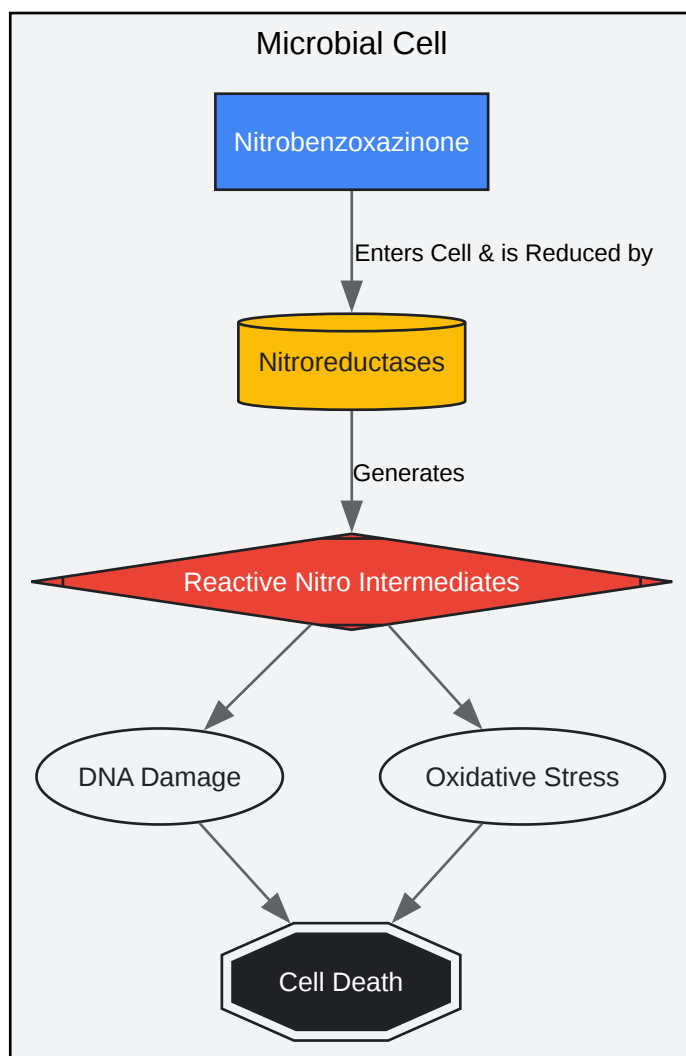 Microbial Cell
Nitrobenzoxazinone
Enters Cell & is Reduced by
Nitroreductases
Generates
Reactive Nitro Intermediates
DNA Damage
Oxidative Stress
Cell Death